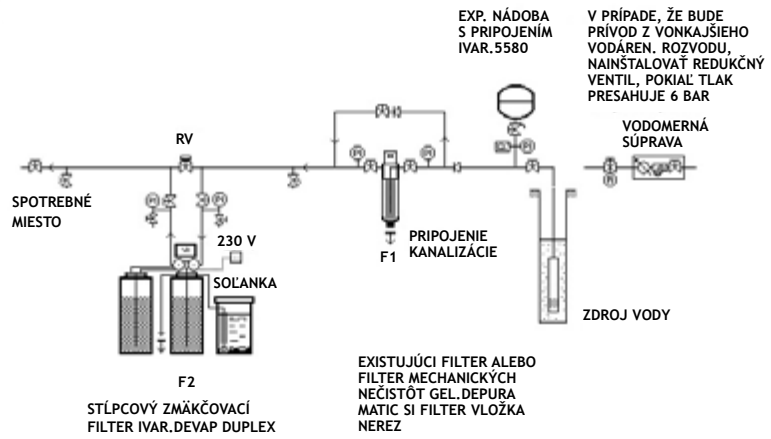 EXP. NÁDOBA
S PRIPOJENÍM
IVAR.5580
V PRÍPADE, ŽE BUDE
PRÍVOD Z VONKAJŠIEHO
VODÁREN. ROZVODU,
NAINŠTALOVAŤ REDUKČNÝ
VENTIL, POKIAĽ TLAK
PRESAHUJE 6 BAR
VODOMERNÁ
SÚPRAVA
RV
SPOTREBNÉ
MIESTO
230 V
SOĽANKA
F1
PRIPOJENIE
KANALIZÁCIE
ZDROJ VODY
F2
STĹPCOVÝ ZMÄKČOVACÍ
FILTER IVAR.DEVAP DUPLEX
EXISTUJÚCI FILTER ALEBO
FILTER MECHANICKÝCH
NEČISTÔT GEL.DEPURA
MATIC SI FILTER VLOŽKA
NEREZ